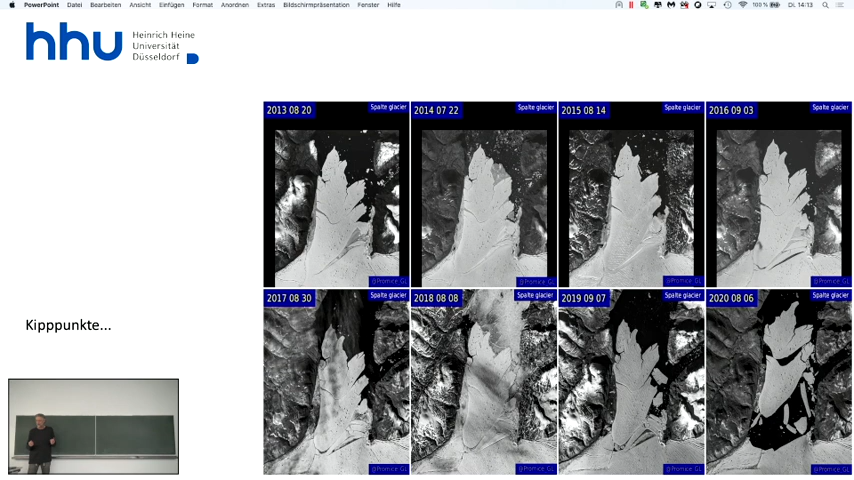 PowerPoint Datei Bearbeiten Ansicht Einfügen Format Anordnen Extras Bildschirmpräsentation Fenster Hilfe
100 % Di. 14:13
hhu Heinrich Heine
Universität
Düsseldorf
2013 08 20 Spalte glacier
2014 07 22 Spalte glacier
2015 08 14 Spalte glacier
2016 09 03 Spalte glacier
@Promice GL
@Promice GL
@Promice GL
@Promice GL
2017 08 30 Spalte glacier
2018 08 08 Spalte glacier
2019 09 07 Spalte glacier
2020 08 06 Spalte glacier
Kipppunkte...
@Promice GL
@Promice GL
@Promice GL
@Promice GL